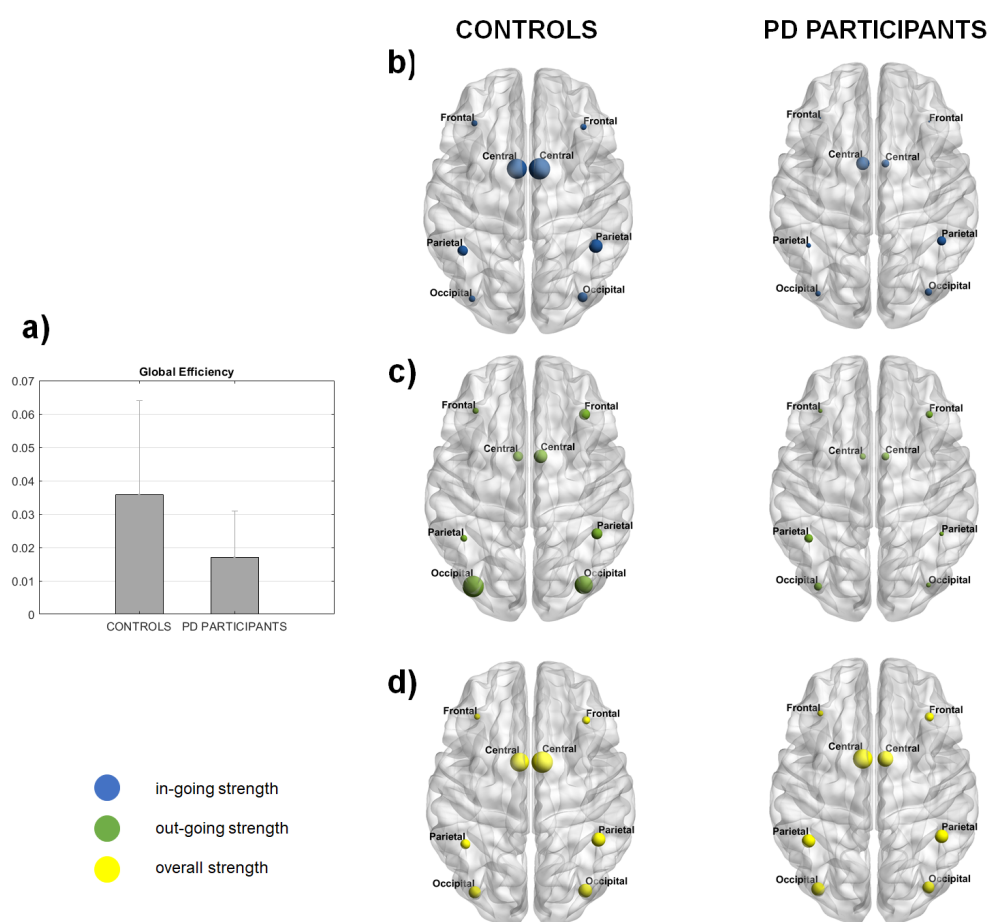 CONTROLS
PD PARTICIPANTS
b)
Frontal
Frontal
Central
Central
Parietal
Parietal
Occipital
Occipital
Frontal
Frontal
Central
Central
Parietal
Parietal
Occipital
Occipital
a)
Global Efficiency
0.07
0.06
0.05
0.04
0.03
0.02
0.01
0
CONTROLS
PD PARTICIPANTS
c)
Frontal
Frontal
Central
Central
Parietal
Parietal
Occipital
Occipital
Frontal
Frontal
Central
Central
Parietal
Parietal
Occipital
Occipital
d)
Frontal
Frontal
Central
Central
Parietal
Parietal
Occipital
Occipital
Frontal
Frontal
Central
Central
Parietal
Parietal
Occipital
Occipital
in-going strength
out-going strength
overall strength